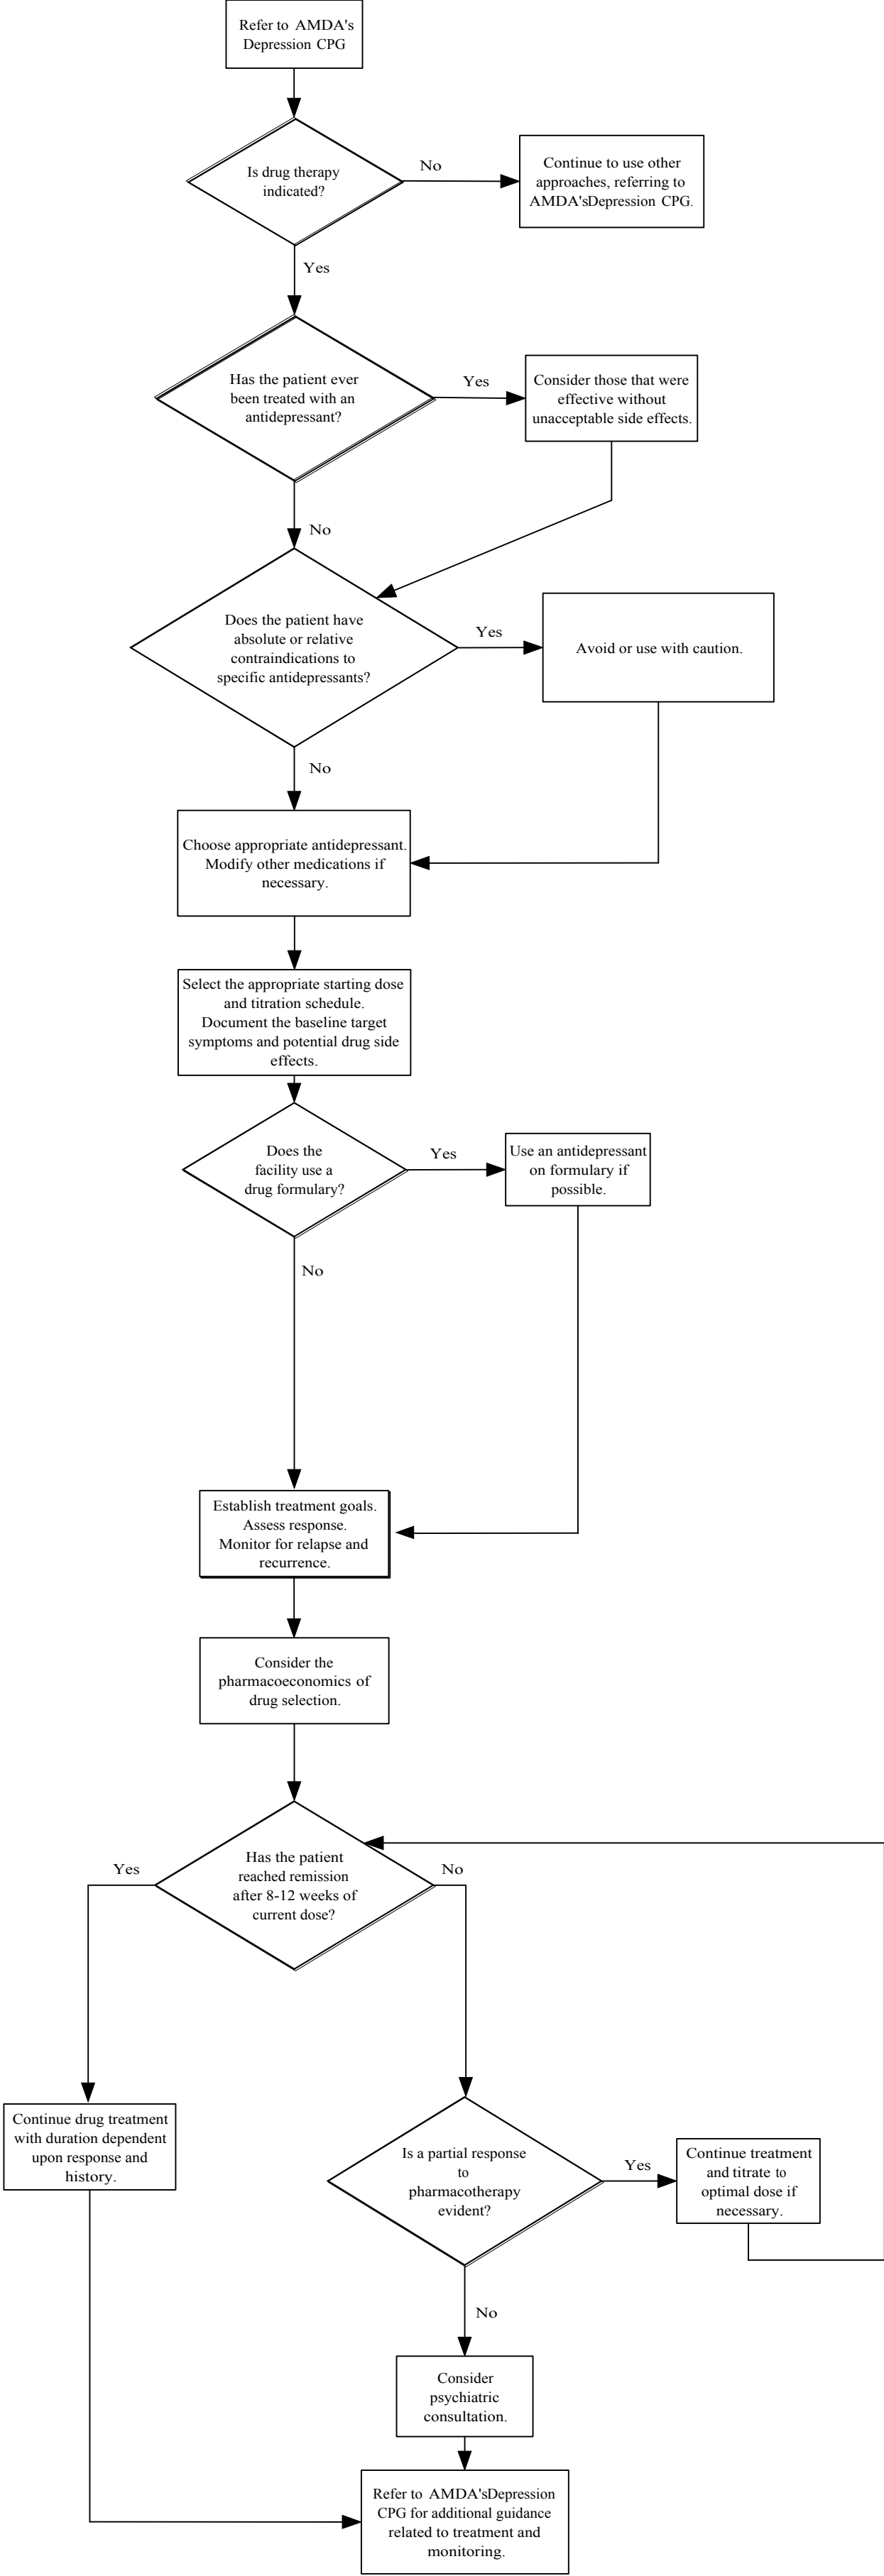 Refer to AMDA's
Depression CPG
Is drug therapy
indicated?
No
Continue to use other
approaches, referring to
AMDA'sDepression CPG.
Yes
Has the patient ever
been treated with an
antidepressant?
Yes
Consider those that were
effective without
unacceptable side effects.
No
Does the patient have
absolute or relative
contraindications to
specific antidepressants?
Yes
Avoid or use with caution.
No
Choose appropriate antidepressant.
Modify other medications if
necessary.
Select the appropriate starting dose
and titration schedule.
Document the baseline target
symptoms and potential drug side
effects.
Does the
facility use a
drug formulary?
Yes
Use an antidepressant
on formulary if
possible.
No
Establish treatment goals.
Assess response.
Monitor for relapse and
recurrence.
Consider the
pharmacoeconomics of
drug selection.
Has the patient
reached remission
after 8-12 weeks of
current dose?
Yes
No
Continue drug treatment
with duration dependent
upon response and
history.
Is a partial response
to
pharmacotherapy
evident?
Yes
Continue treatment
and titrate to
optimal dose if
necessary.
No
Consider
psychiatric
consultation.
Refer to AMDA'sDepression
CPG for additional guidance
related to treatment and
monitoring.